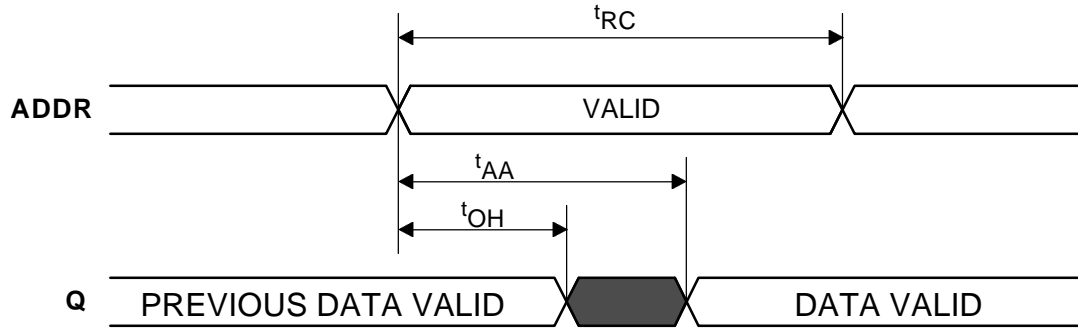 tRC
ADDR VALID
tAA
tOH
Q PREVIOUS DATA VALID DATA VALID